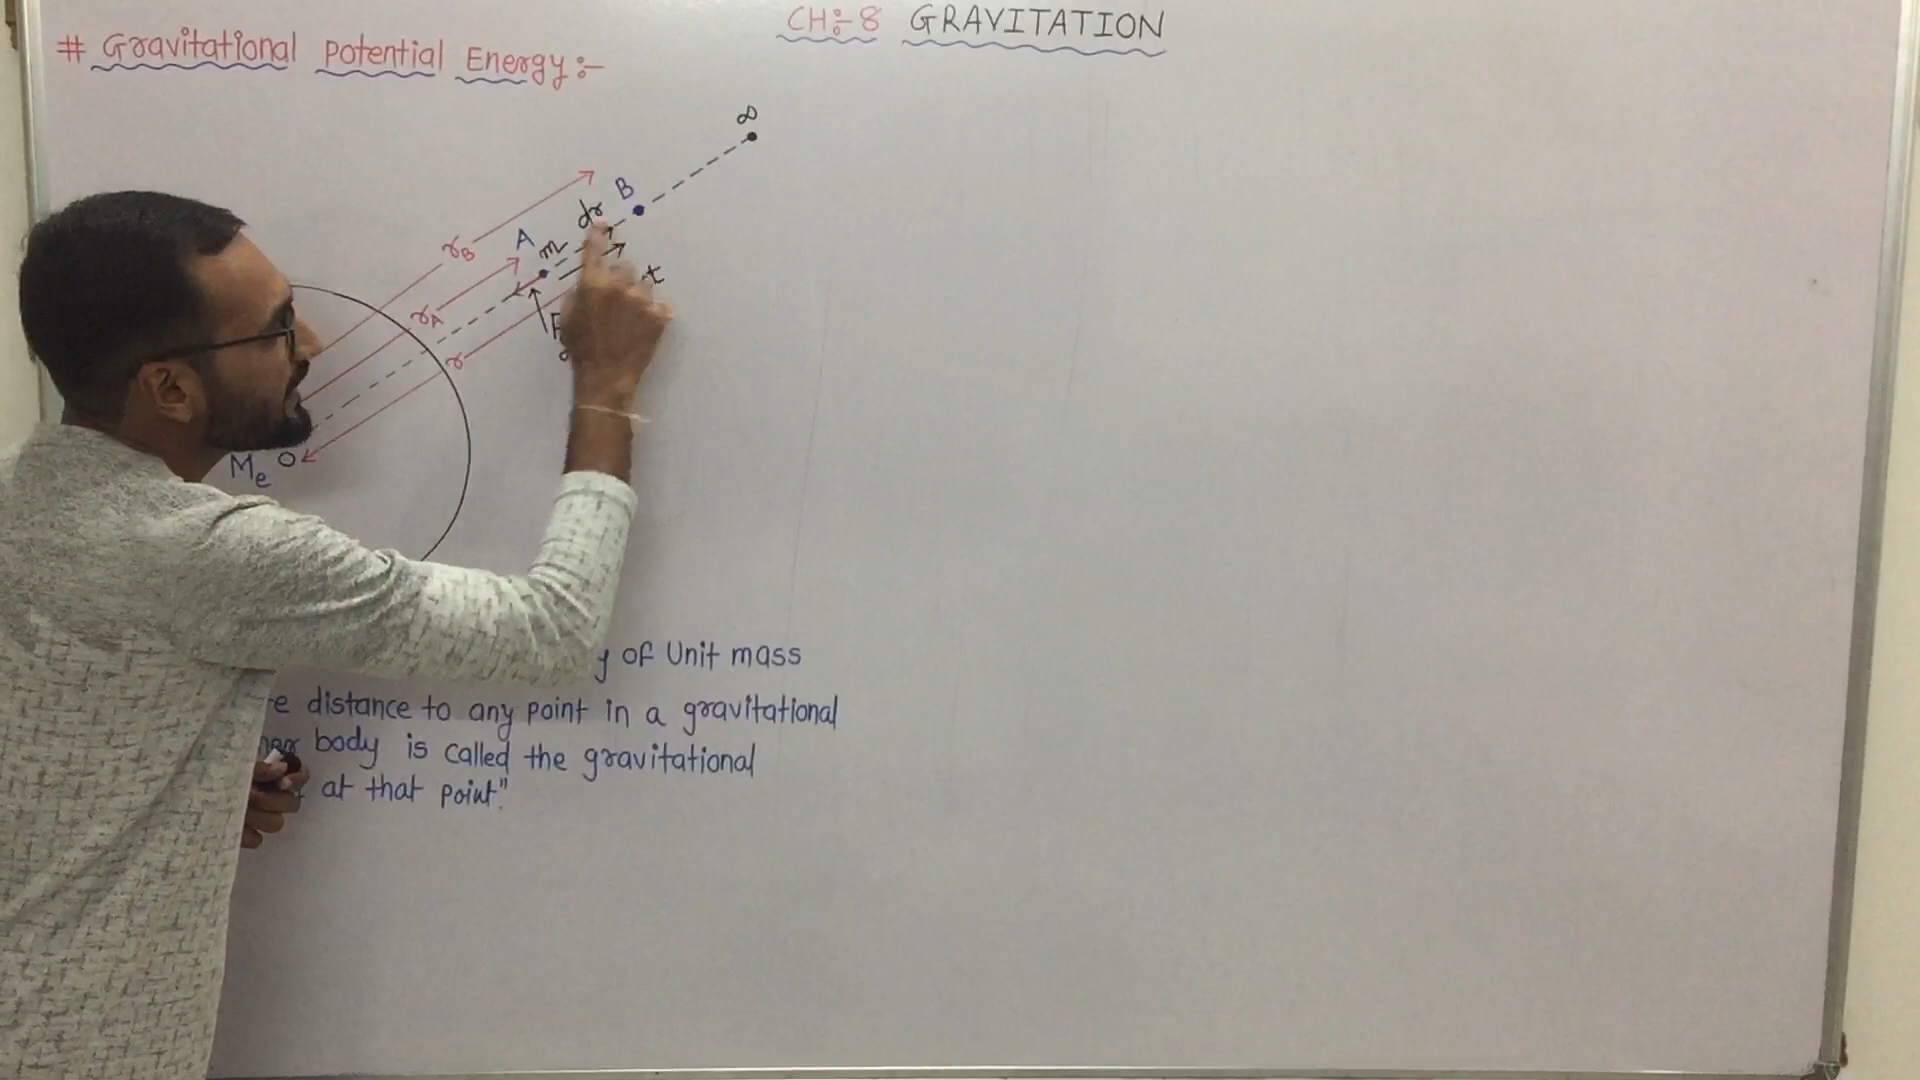 CH:- 8 GRAVITATION
# Gravitational Potential Energy :-
∞
B
dr
A
m
rB
rA
r
Me O
of Unit mass
distance to any point in a gravitational
body is called the gravitational
at that point."